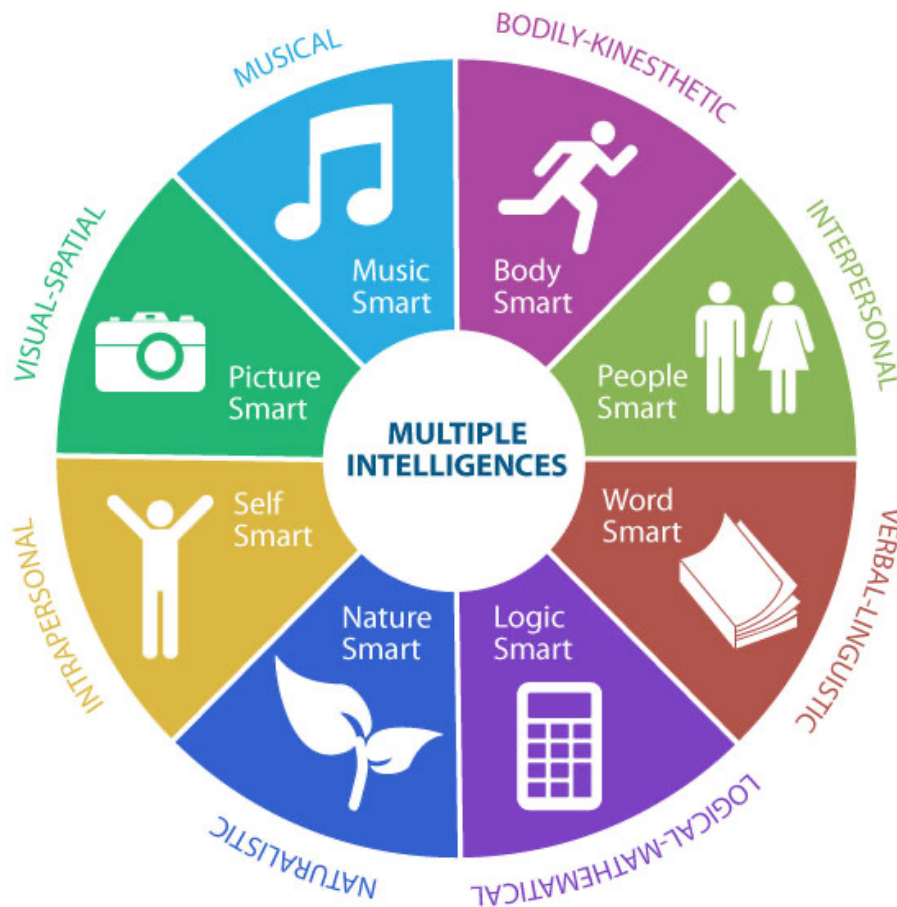 MUSICAL
BODILY-KINESTHETIC
INTERPERSONAL
VERBAL-LINGUISTIC
LOGICAL-MATHEMATICAL
NATURALISTIC
INTRAPERSONAL
VISUAL-SPATIAL
Music
Smart
Body
Smart
People
Smart
Word
Smart
Logic
Smart
Nature
Smart
Self
Smart
Picture
Smart
MULTIPLE
INTELLIGENCES